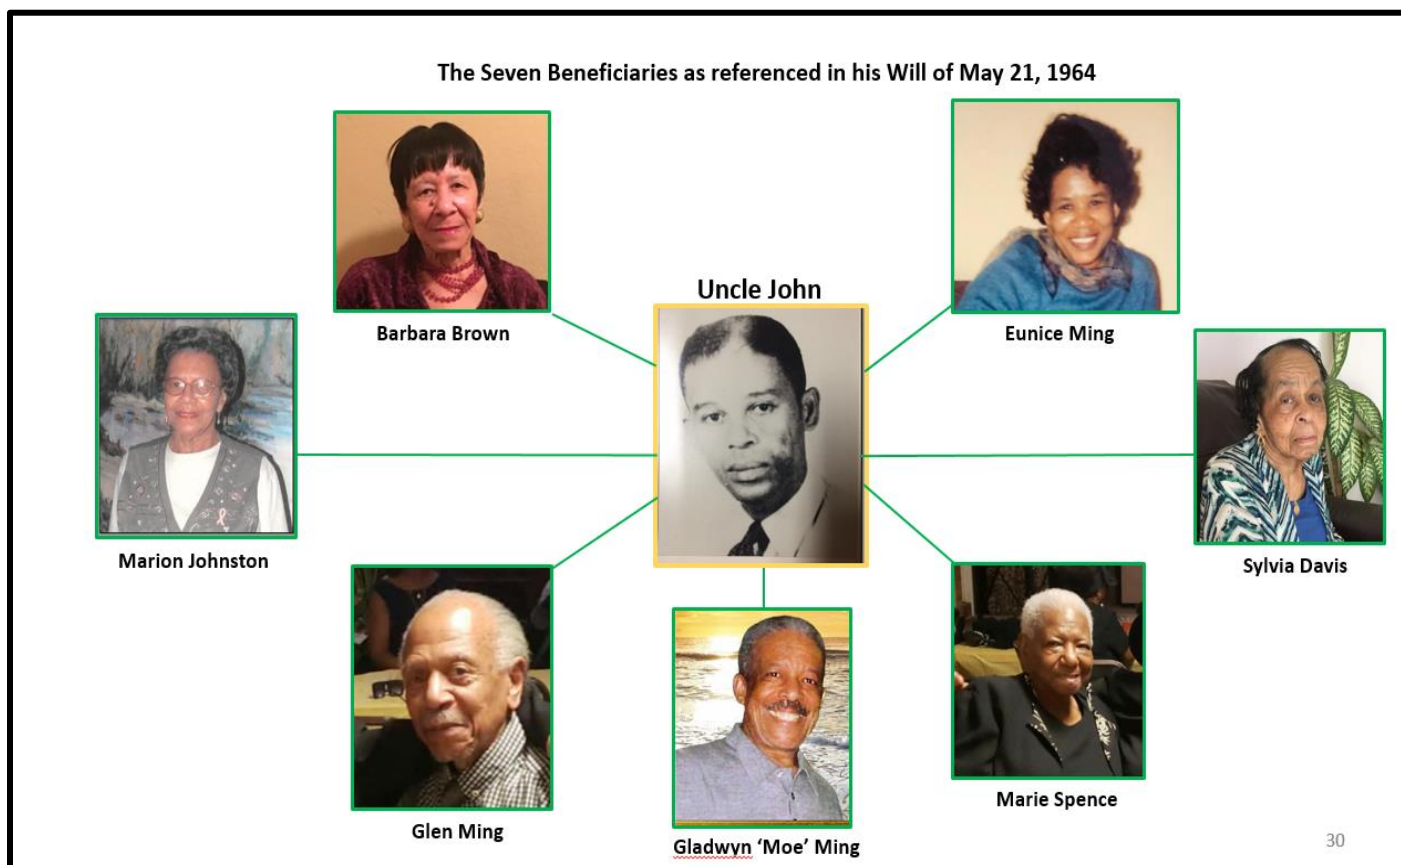 The Seven Beneficiaries as referenced in his Will of May 21, 1964
Uncle John
Barbara Brown
Eunice Ming
Marion Johnston
Sylvia Davis
Glen Ming
Gladwyn ‘Moe’ Ming
Marie Spence
30